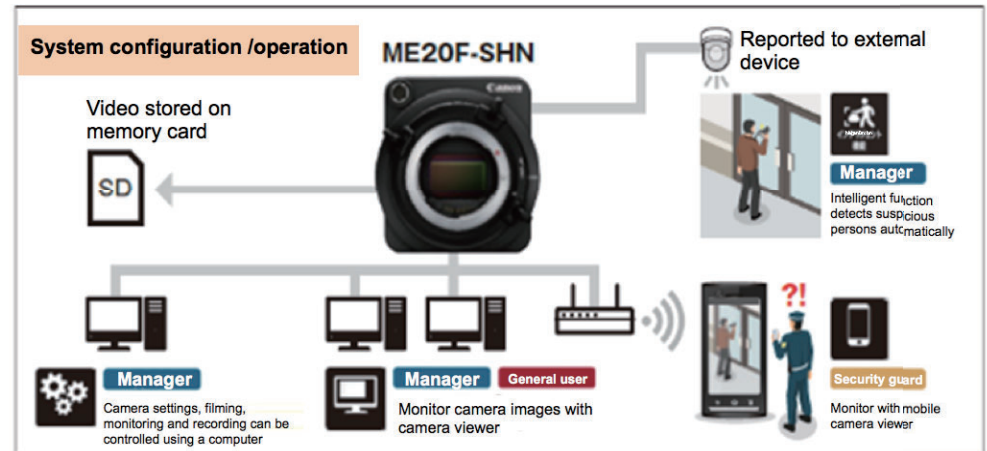 System configuration /operation
ME20F-SHN
Reported to external
device
Video stored on
memory card
Canon
SD
Manager
Intelligent function
detects suspicious
persons automatically
?!
Manager
Camera settings, filming,
monitoring and recording can be
controlled using a computer
Manager
General user
Monitor camera images with
camera viewer
Security guard
Monitor with mobile
camera viewer